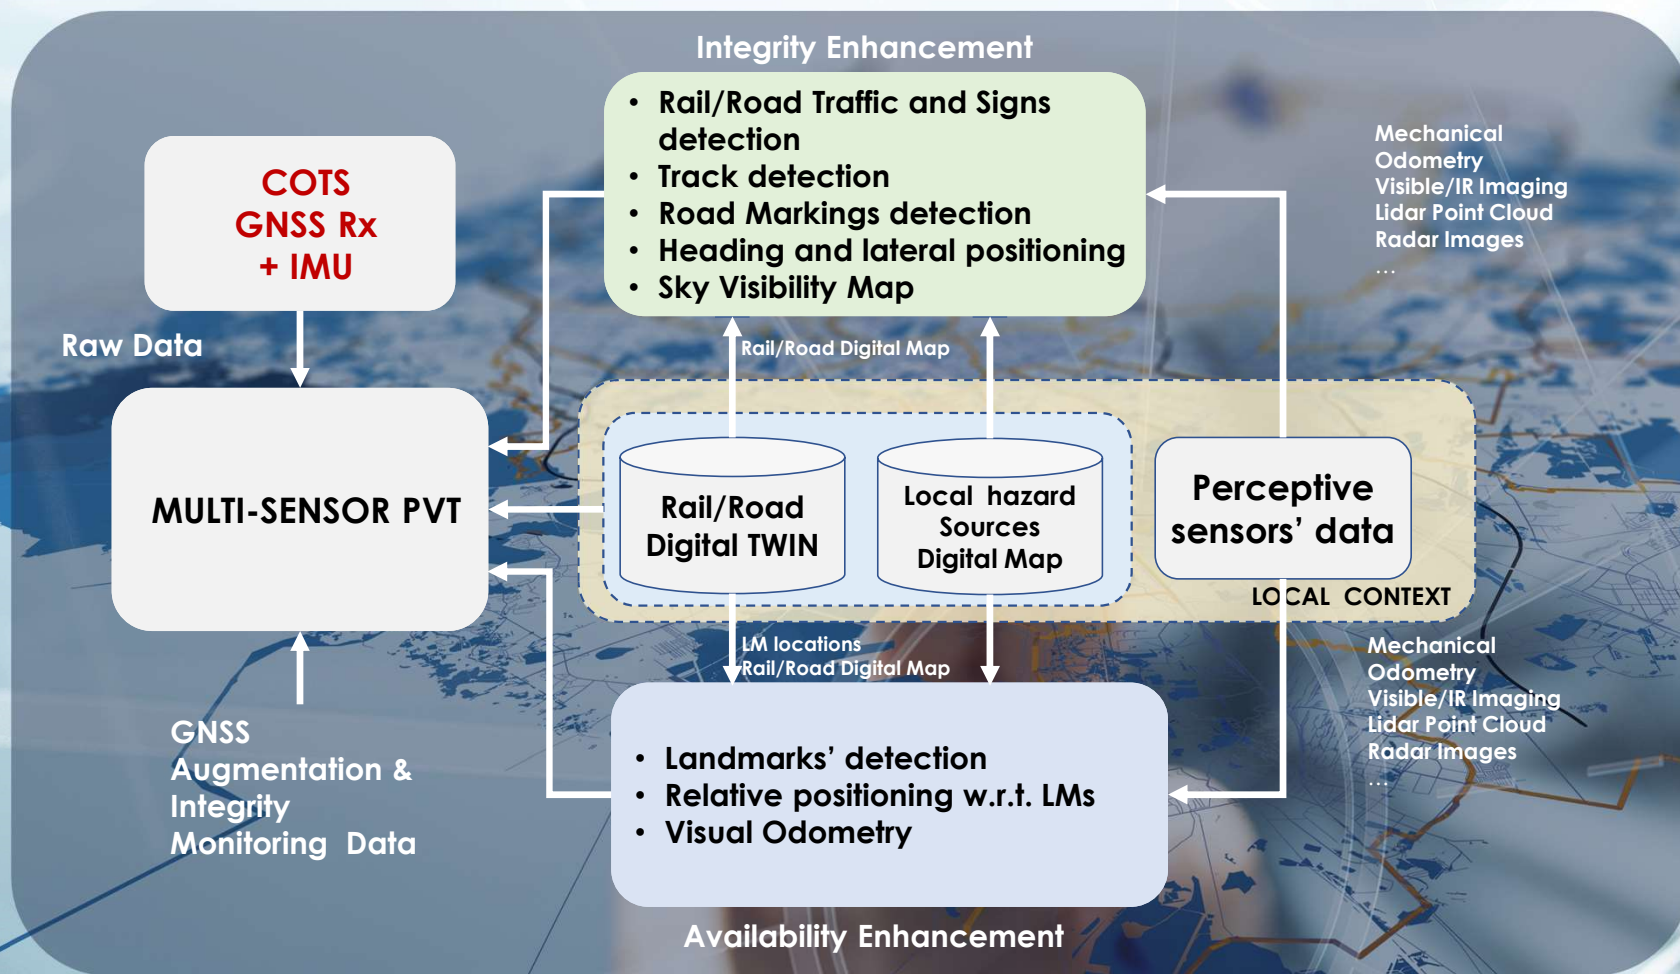 Integrity Enhancement
• Rail/Road Traffic and Signs
detection
• Track detection
• Road Markings detection
• Heading and lateral positioning
• Sky Visibility Map
COTS
GNSS Rx
+ IMU
Mechanical
Odometry
Visible/IR Imaging
Lidar Point Cloud
Radar Images
...
Raw Data
Rail/Road Digital Map
MULTI-SENSOR PVT
Rail/Road
Digital TWIN
Local hazard
Sources
Digital Map
Perceptive
sensors’ data
LOCAL CONTEXT
LM locations
Rail/Road Digital Map
Mechanical
Odometry
Visible/IR Imaging
Lidar Point Cloud
Radar Images
...
GNSS
Augmentation &
Integrity
Monitoring Data
• Landmarks’ detection
• Relative positioning w.r.t. LMs
• Visual Odometry
Availability Enhancement